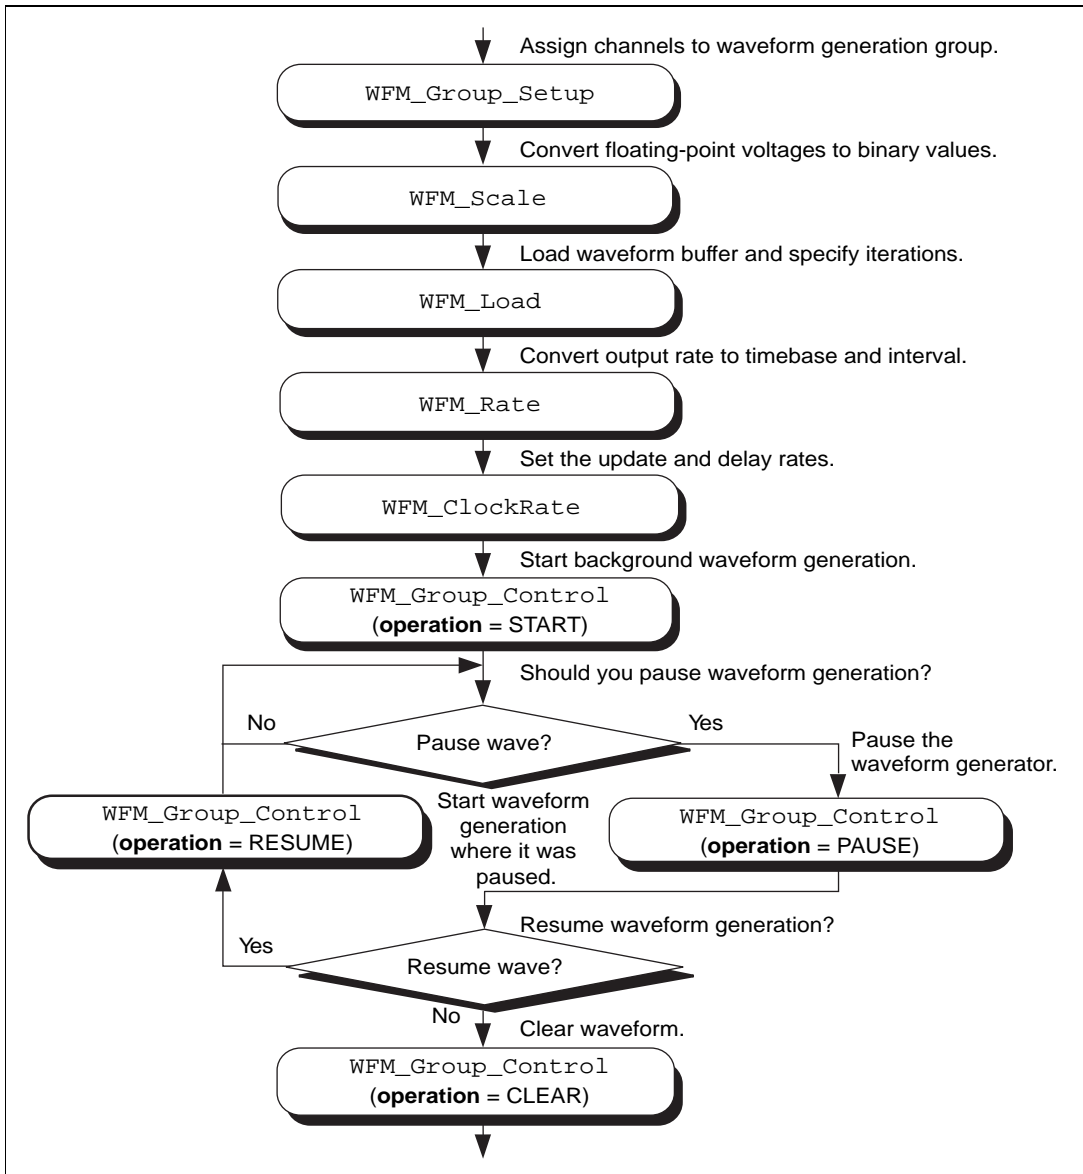 Assign channels to waveform generation group.
WFM_Group_Setup
Convert floating-point voltages to binary values.
WFM_Scale
Load waveform buffer and specify iterations.
WFM_Load
Convert output rate to timebase and interval.
WFM_Rate
Set the update and delay rates.
WFM_ClockRate
Start background waveform generation.
WFM_Group_Control
(operation = START)
Should you pause waveform generation?
No
Pause wave?
Yes
Pause the
waveform generator.
WFM_Group_Control
(operation = RESUME)
Start waveform
generation
where it was
paused.
WFM_Group_Control
(operation = PAUSE)
Resume waveform generation?
Yes
Resume wave?
No
Clear waveform.
WFM_Group_Control
(operation = CLEAR)